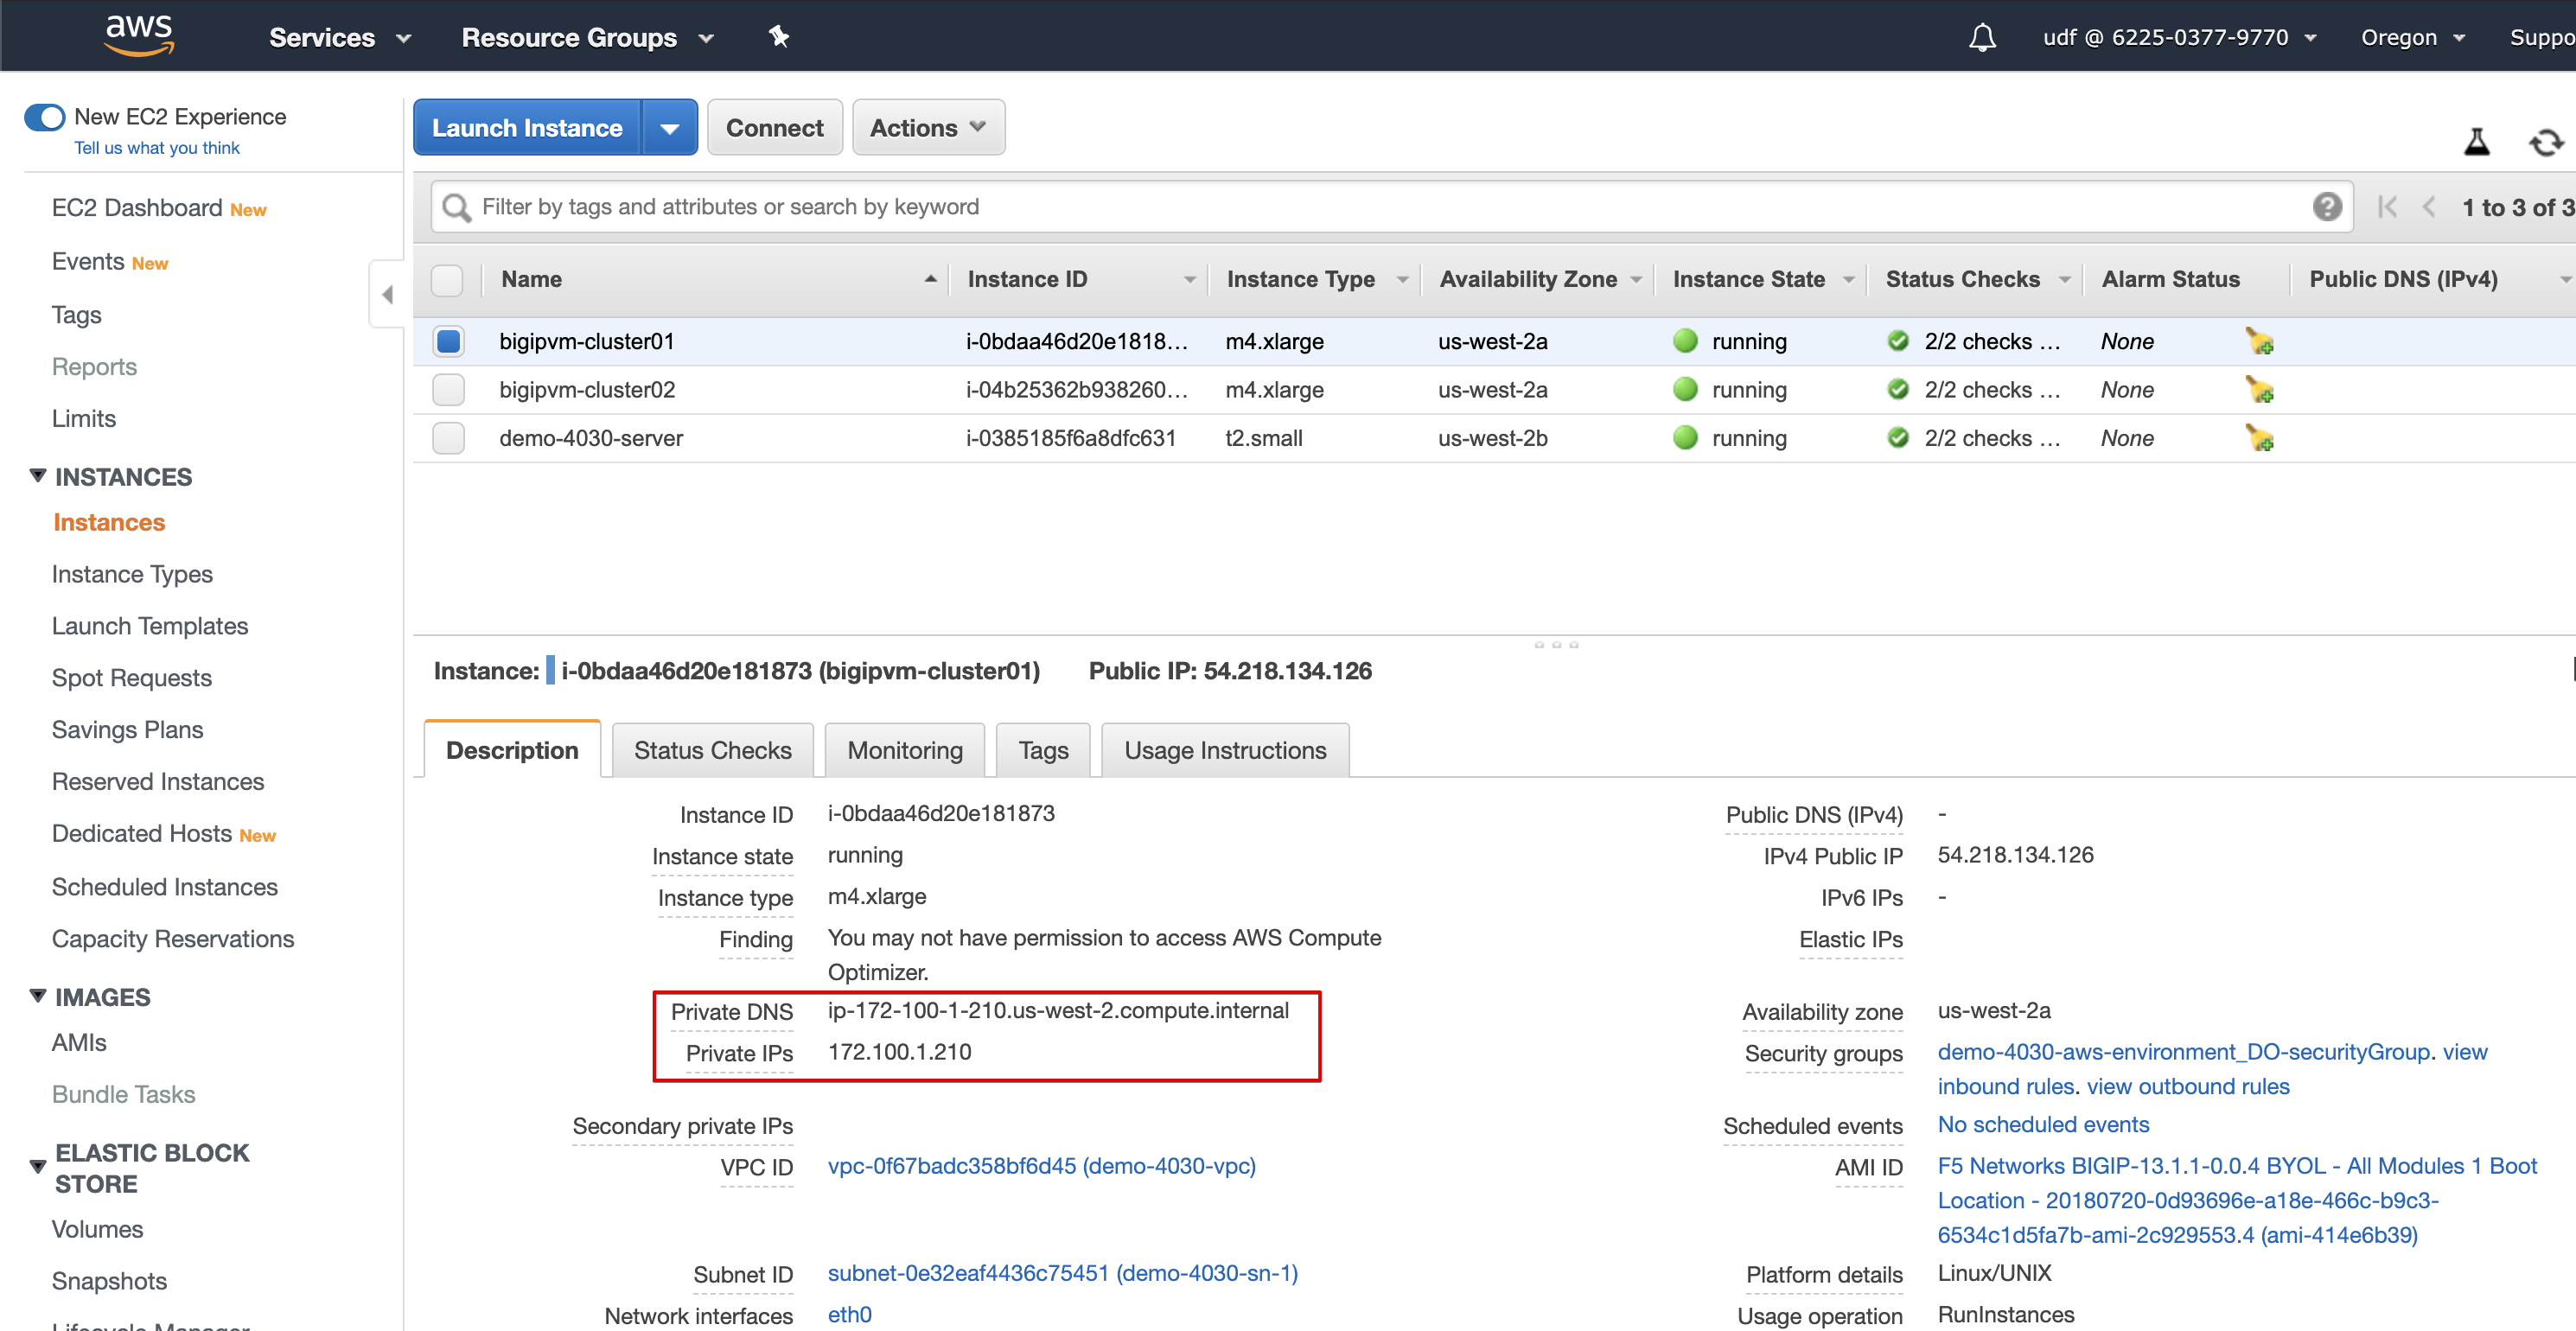 aws Services Resource Groups udf @ 6225-0377-9770 Oregon Suppo
New EC2 Experience
Tell us what you think
EC2 Dashboard New
Events New
Tags
Reports
Limits
INSTANCES
Instances
Instance Types
Launch Templates
Spot Requests
Savings Plans
Reserved Instances
Dedicated Hosts New
Scheduled Instances
Capacity Reservations
IMAGES
AMIs
Bundle Tasks
ELASTIC BLOCK
STORE
Volumes
Snapshots
Lifecycle Manager
Launch Instance Connect Actions
Filter by tags and attributes or search by keyword 1 to 3 of 3
Name Instance ID Instance Type Availability Zone Instance State Status Checks Alarm Status Public DNS (IPv4)
bigipvm-cluster01 i-0bdaa46d20e1818... m4.xlarge us-west-2a running 2/2 checks ... None
bigipvm-cluster02 i-04b25362b938260... m4.xlarge us-west-2a running 2/2 checks ... None
demo-4030-server i-0385185f6a8dfc631 t2.small us-west-2b running 2/2 checks ... None
Instance: i-0bdaa46d20e181873 (bigipvm-cluster01) Public IP: 54.218.134.126
Description Status Checks Monitoring Tags Usage Instructions
Instance ID i-0bdaa46d20e181873
Instance state running
Instance type m4.xlarge
Finding You may not have permission to access AWS Compute
Optimizer.
Private DNS ip-172-100-1-210.us-west-2.compute.internal
Private IPs 172.100.1.210
Secondary private IPs
VPC ID vpc-0f67badc358bf6d45 (demo-4030-vpc)
Subnet ID subnet-0e32eaf4436c75451 (demo-4030-sn-1)
Network interfaces eth0
Public DNS (IPv4) -
IPv4 Public IP 54.218.134.126
IPv6 IPs -
Elastic IPs
Availability zone us-west-2a
Security groups demo-4030-aws-environment_DO-securityGroup. view
inbound rules. view outbound rules
Scheduled events No scheduled events
AMI ID F5 Networks BIGIP-13.1.1-0.0.4 BYOL - All Modules 1 Boot
Location - 20180720-0d93696e-a18e-466c-b9c3-
6534c1d5fa7b-ami-2c929553.4 (ami-414e6b39)
Platform details Linux/UNIX
Usage operation RunInstances